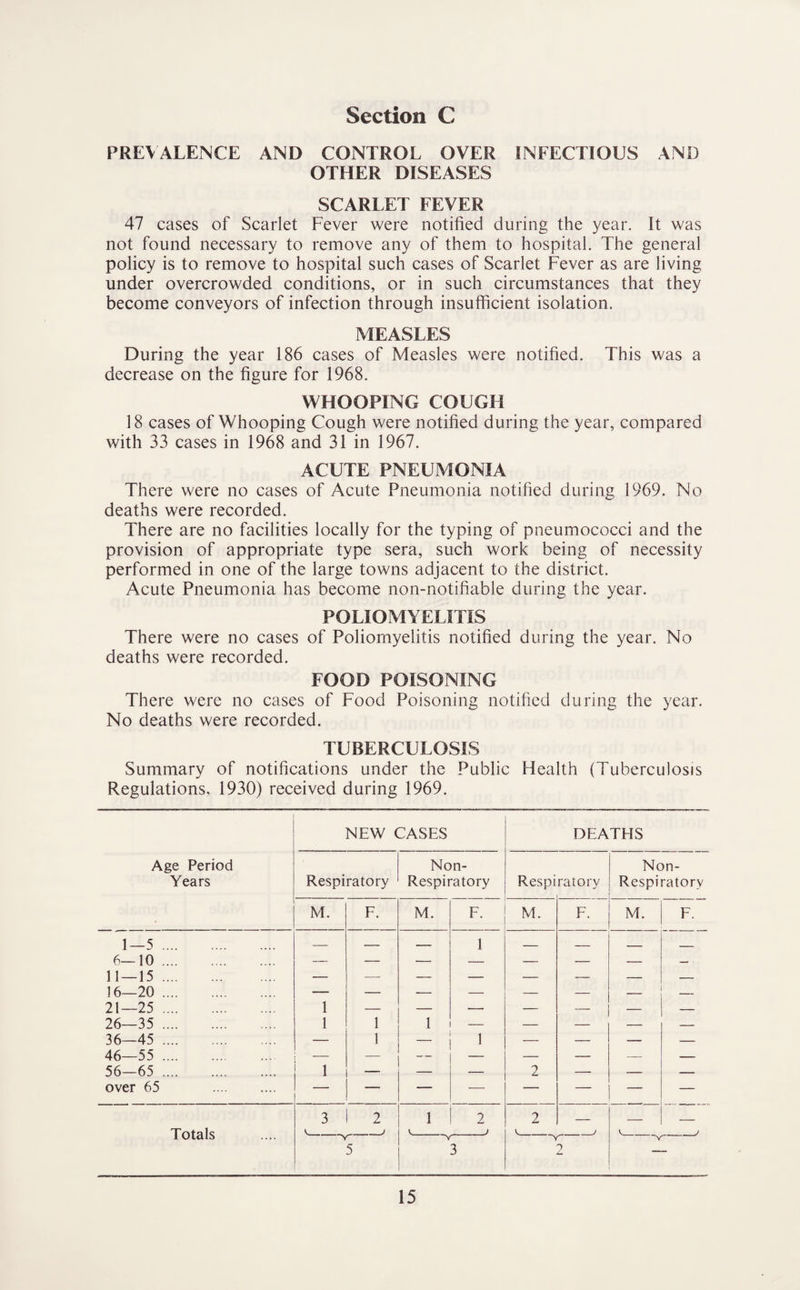 Section C
PREVALENCE AND CONTROL OVER INFECTIOUS AND
OTHER DISEASES
SCARLET FEVER
47 cases of Scarlet Fever were notified during the year. It was
not found necessary to remove any of them to hospital. The general
policy is to remove to hospital such cases of Scarlet Fever as are living
under overcrowded conditions, or in such circumstances that they
become conveyors of infection through insufficient isolation.
MEASLES
During the year 186 cases of Measles were notified. This was a
decrease on the figure for 1968.
WHOOPING COUGH
18 cases of Whooping Cough were notified during the year, compared
with 33 cases in 1968 and 31 in 1967.
ACUTE PNEUMONIA
There were no cases of Acute Pneumonia notified during 1969. No
deaths were recorded.
There are no facilities locally for the typing of pneumococci and the
provision of appropriate type sera, such work being of necessity
performed in one of the large towns adjacent to the district.
Acute Pneumonia has become non-notifiable during the year.
POLIOMYELITIS
There were no cases of Poliomyelitis notified during the year. No
deaths were recorded.
FOOD POISONING
There were no cases of Food Poisoning notified during the year.
No deaths were recorded.
TUBERCULOSIS
Summary of notifications under the Public Health (Tuberculosis
Regulations, 1930) received during 1969.
NEW CASES DEATHS
Age Period Non- Non-
Years Respiratory Respiratory Respiratory Respiratory
M. F. M. F. M. F. M. F.
1—5 .... .... .... — — — 1 — — — —
6—10 .... .... .... — — — — — — — —
11—15 .... ... .... — — — — — — — —
16—20 .... .... .... — — — — — — — —
21—25 .... .... .... 1 — — — — — — —
26—35 .... .... .... 1 1 1 — — — — —
36—45 .... .... .... — 1 — 1 — — — —
46—55 .... .... .... — — — — — — — —
56—65 .... .... .... 1 — — — 2 — — —
over 65 .... .... — — — — — — — —
3 2 1 2 2 — — —
Totals ....
5 3 2 —
15